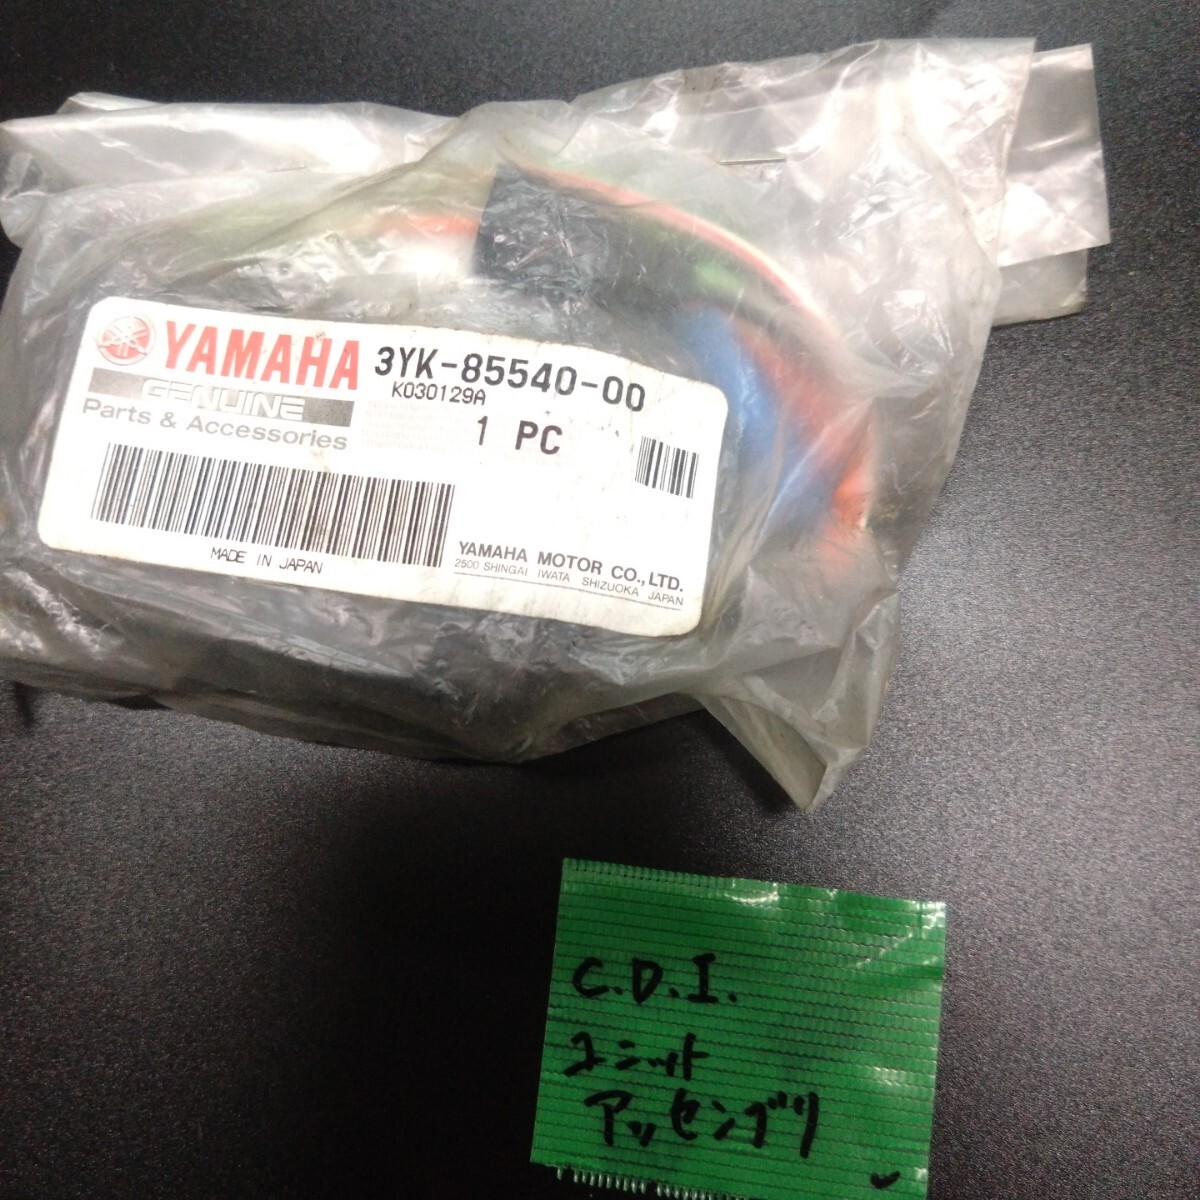 YAMAHA 3YK-85540-00
GENUINE K030129A
Parts & Accessories 1 PC
MADE IN JAPAN
YAMAHA MOTOR CO.,LTD.
2500 SHINGAI IWATA SHIZUOKA JAPAN
C.D.I.
ユニット
アッセンブリ